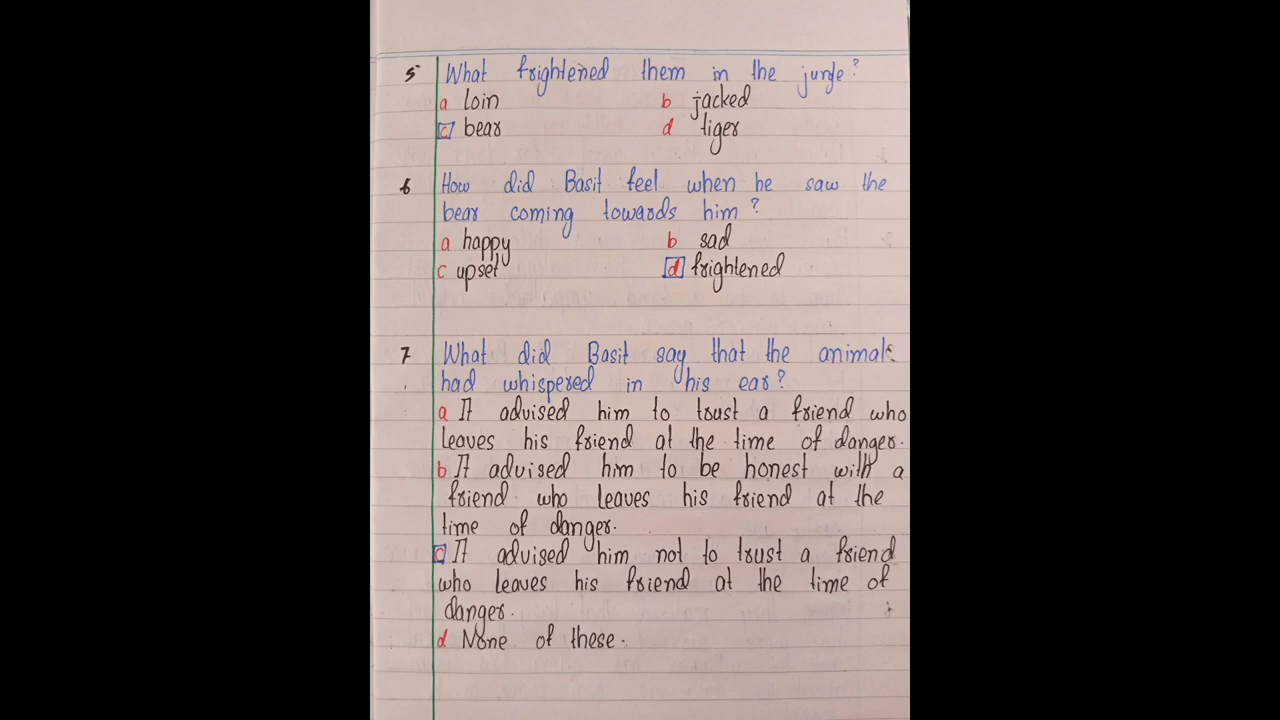 5 What frightened them in the jungle?
a loin b jacked
c bear d tiger
6 How did Basit feel when he saw the
bear coming towards him?
a happy b sad
c upset d frightened
7 What did Basit say that the animal
had whispered in his ear?
a It advised him to trust a friend who
leaves his friend at the time of danger.
b It advised him to be honest with a
friend who leaves his friend at the
time of danger.
c It advised him not to trust a friend
who leaves his friend at the time of
danger.
d None of these.